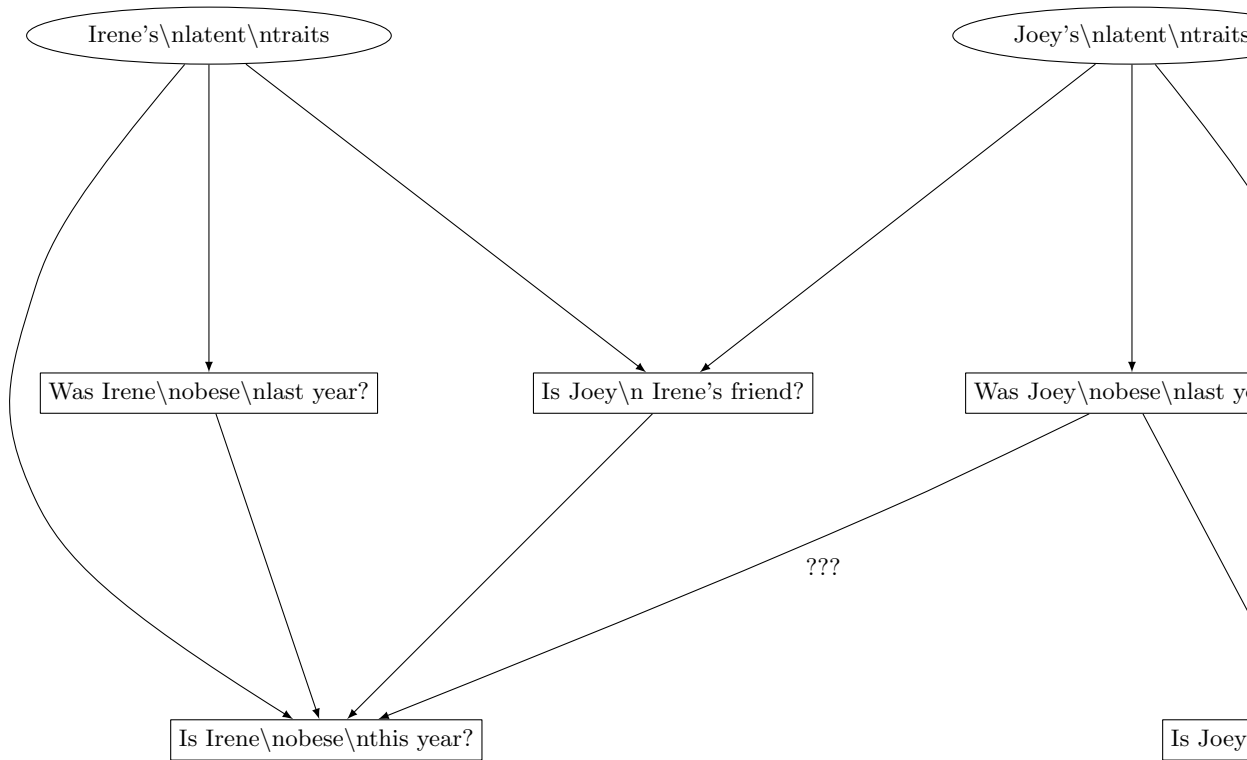 Irene's\nlatent\ntraits
Joey's\nlatent\ntraits
Was Irene\nobese\nlast year?
Is Joey\n Irene's friend?
Was Joey\nobese\nlast ye
???
Is Irene\nobese\nthis year?
Is Joey